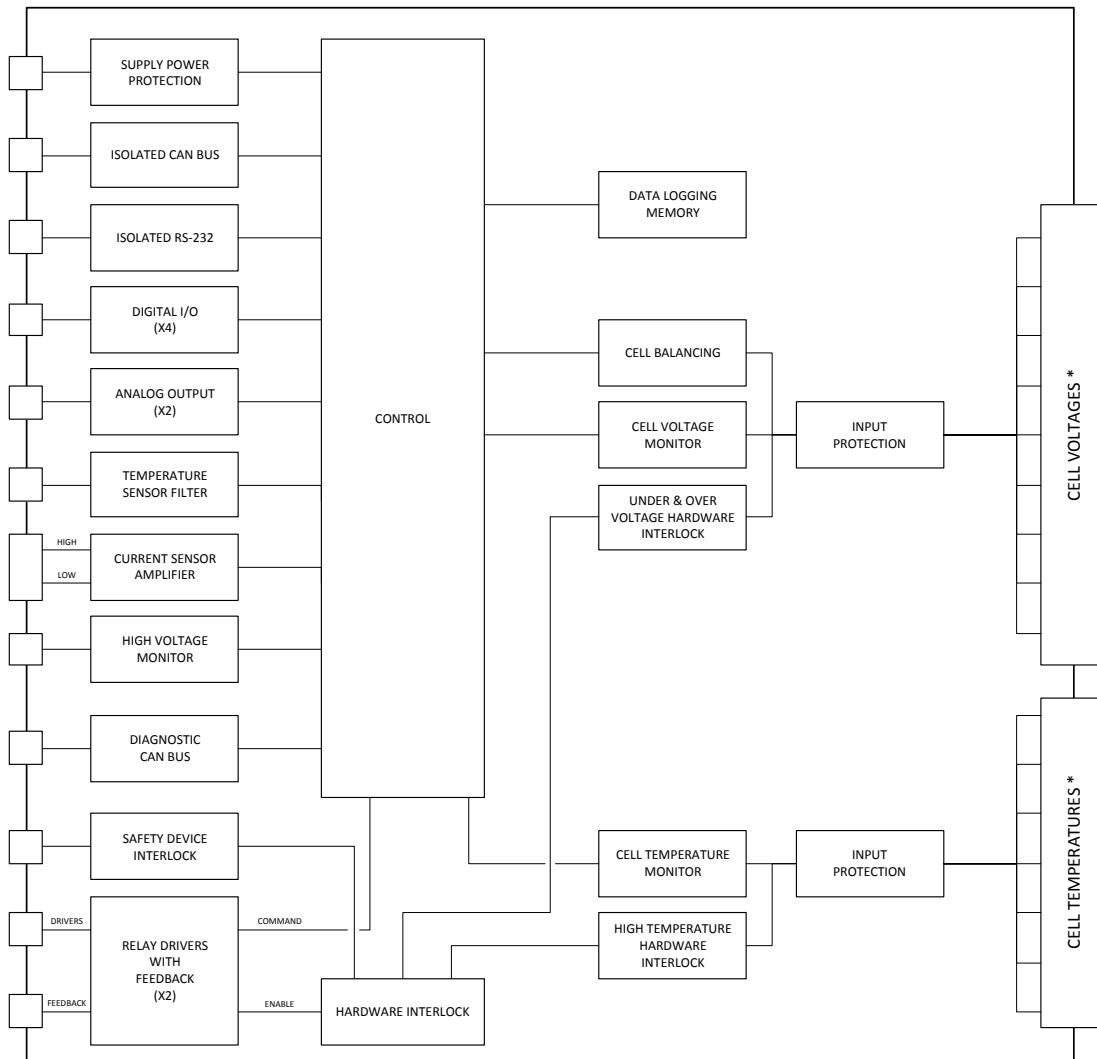 SUPPLY POWER
PROTECTION
ISOLATED CAN BUS
ISOLATED RS-232
DIGITAL I/O
(X4)
ANALOG OUTPUT
(X2)
TEMPERATURE
SENSOR FILTER
HIGH
LOW
CURRENT SENSOR
AMPLIFIER
HIGH VOLTAGE
MONITOR
DIAGNOSTIC
CAN BUS
SAFETY DEVICE
INTERLOCK
DRIVERS
FEEDBACK
RELAY DRIVERS
WITH
FEEDBACK
(X2)
COMMAND
ENABLE
CONTROL
HARDWARE INTERLOCK
DATA LOGGING
MEMORY
CELL BALANCING
CELL VOLTAGE
MONITOR
UNDER & OVER
VOLTAGE HARDWARE
INTERLOCK
INPUT
PROTECTION
CELL VOLTAGES *
CELL TEMPERATURE
MONITOR
HIGH TEMPERATURE
HARDWARE
INTERLOCK
INPUT
PROTECTION
CELL TEMPERATURES *